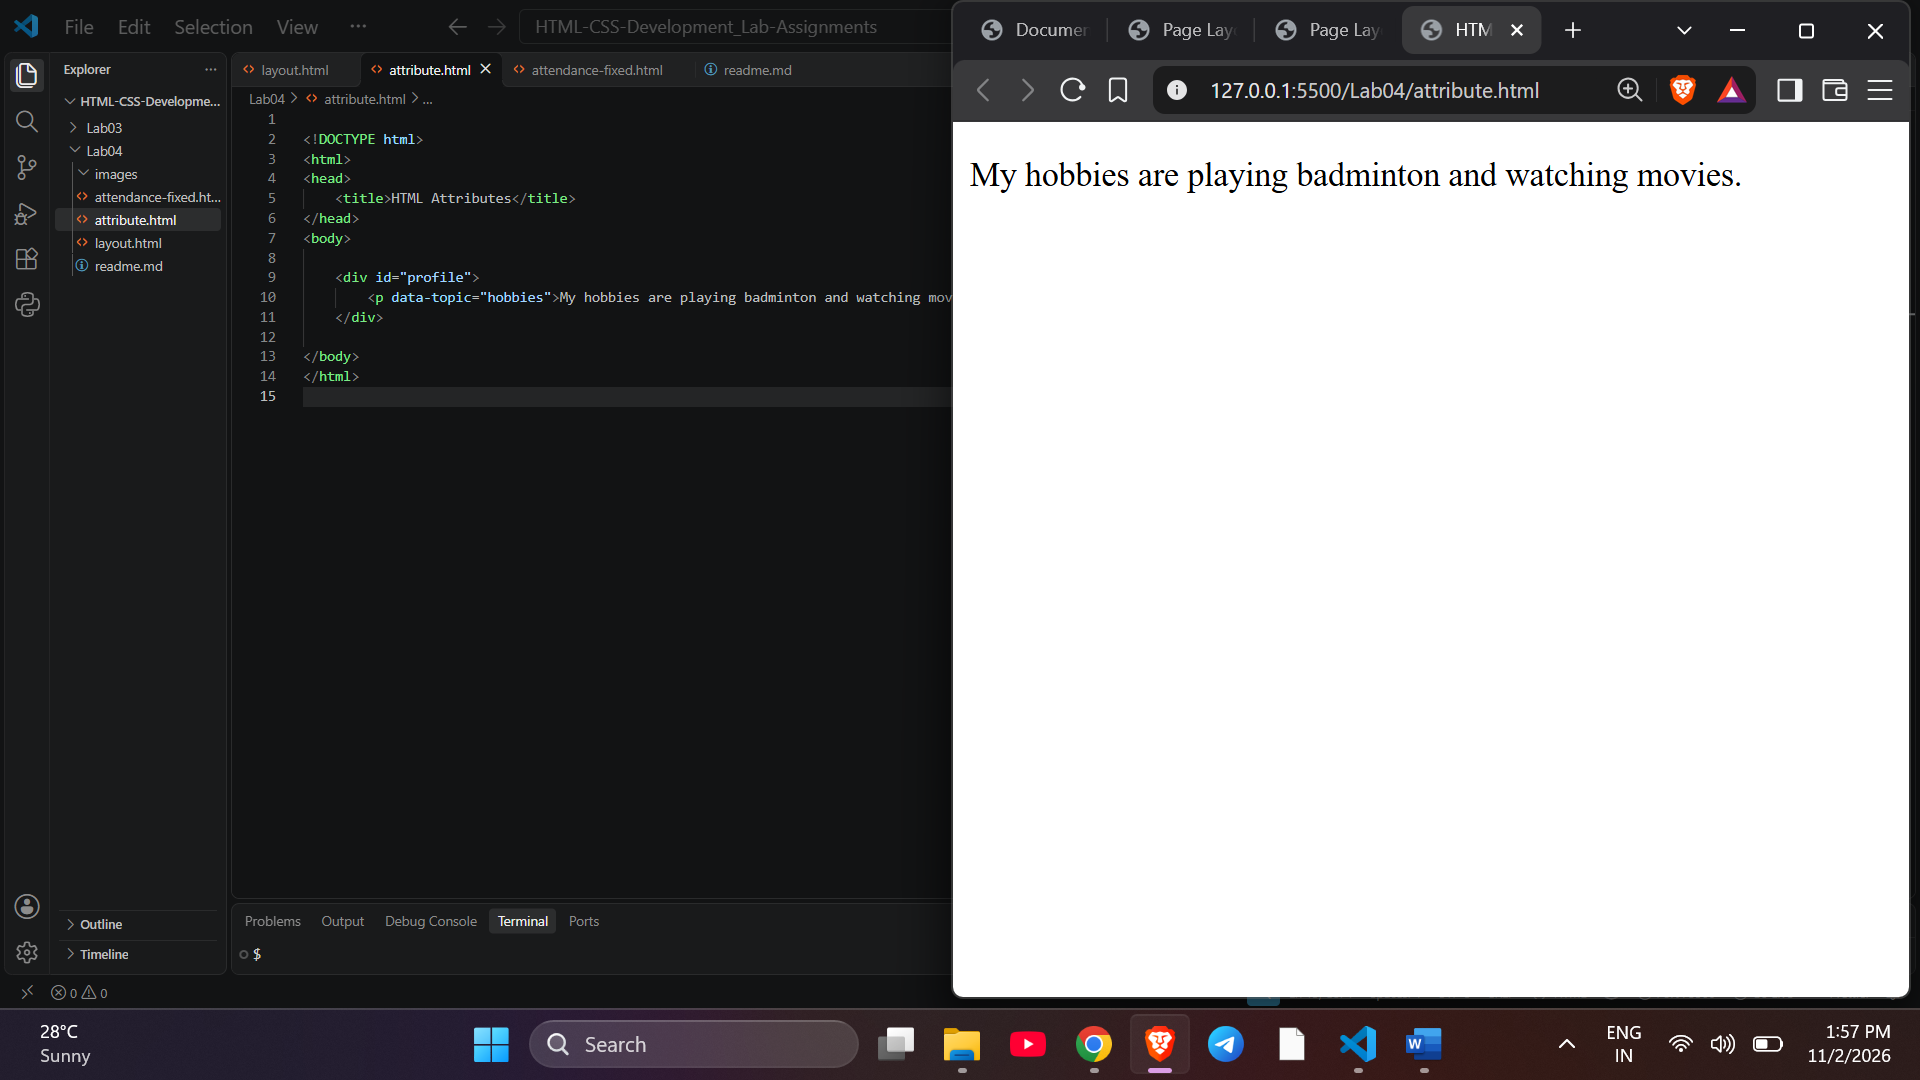 File Edit Selection View ... HTML-CSS-Development_Lab-Assignments
Explorer ...
HTML-CSS-Developme...
Lab03
Lab04
images
attendance-fixed.ht...
attribute.html
layout.html
readme.md
Outline
Timeline
layout.html attribute.html attendance-fixed.html readme.md
Lab04 > attribute.html > ...
1
2 <!DOCTYPE html>
3 <html>
4 <head>
5 <title>HTML Attributes</title>
6 </head>
7 <body>
8
9 <div id="profile">
10 <p data-topic="hobbies">My hobbies are playing badminton and watching mov
11 </div>
12
13 </body>
14 </html>
15
Problems Output Debug Console Terminal Ports
$
0 0
Documen Page Lay Page Lay HTM
127.0.0.1:5500/Lab04/attribute.html
My hobbies are playing badminton and watching movies.
28°C
Sunny
Search
W
ENG
IN
1:57 PM
11/2/2026